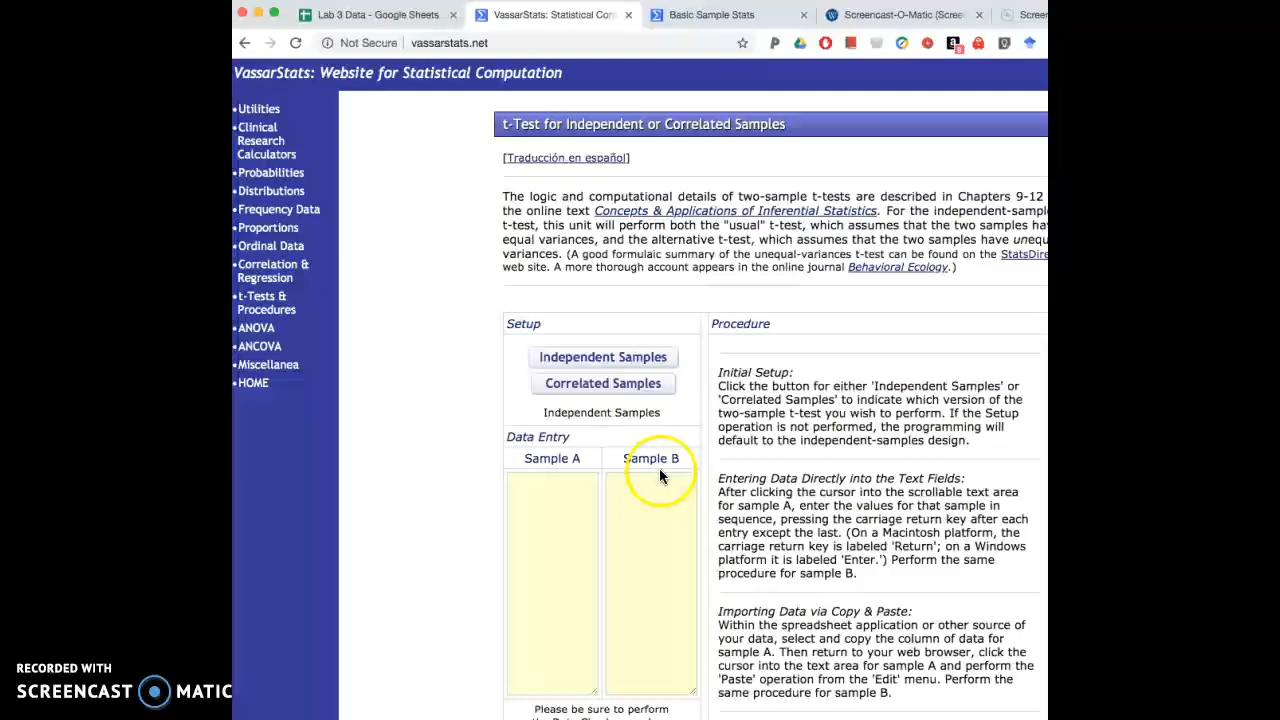 Lab 3 Data - Google Sheets
VassarStats: Statistical Com
Basic Sample Stats
Screencast-O-Matic (Scree
Screen
Not Secure
vassarstats.net
VassarStats: Website for Statistical Computation
•Utilities
•Clinical
Research
Calculators
•Probabilities
•Distributions
•Frequency Data
•Proportions
•Ordinal Data
•Correlation &
Regression
•t-Tests &
Procedures
•ANOVA
•ANCOVA
•Miscellanea
•HOME
t-Test for Independent or Correlated Samples
[Traducción en español]
The logic and computational details of two-sample t-tests are described in Chapters 9-12
the online text Concepts & Applications of Inferential Statistics. For the independent-sampl
t-test, this unit will perform both the "usual" t-test, which assumes that the two samples ha
equal variances, and the alternative t-test, which assumes that the two samples have unequ
variances. (A good formulaic summary of the unequal-variances t-test can be found on the StatsDire
web site. A more thorough account appears in the online journal Behavioral Ecology.)
Setup
Independent Samples
Correlated Samples
Independent Samples
Data Entry
Sample A
Sample B
Please be sure to perform
Procedure
Initial Setup:
Click the button for either 'Independent Samples' or
'Correlated Samples' to indicate which version of the
two-sample t-test you wish to perform. If the Setup
operation is not performed, the programming will
default to the independent-samples design.
Entering Data Directly into the Text Fields:
After clicking the cursor into the scrollable text area
for sample A, enter the values for that sample in
sequence, pressing the carriage return key after each
entry except the last. (On a Macintosh platform, the
carriage return key is labeled 'Return'; on a Windows
platform it is labeled 'Enter.') Perform the same
procedure for sample B.
Importing Data via Copy & Paste:
Within the spreadsheet application or other source of
your data, select and copy the column of data for
sample A. Then return to your web browser, click the
cursor into the text area for sample A and perform the
'Paste' operation from the 'Edit' menu. Perform the
same procedure for sample B.
RECORDED WITH
SCREENCAST MATIC